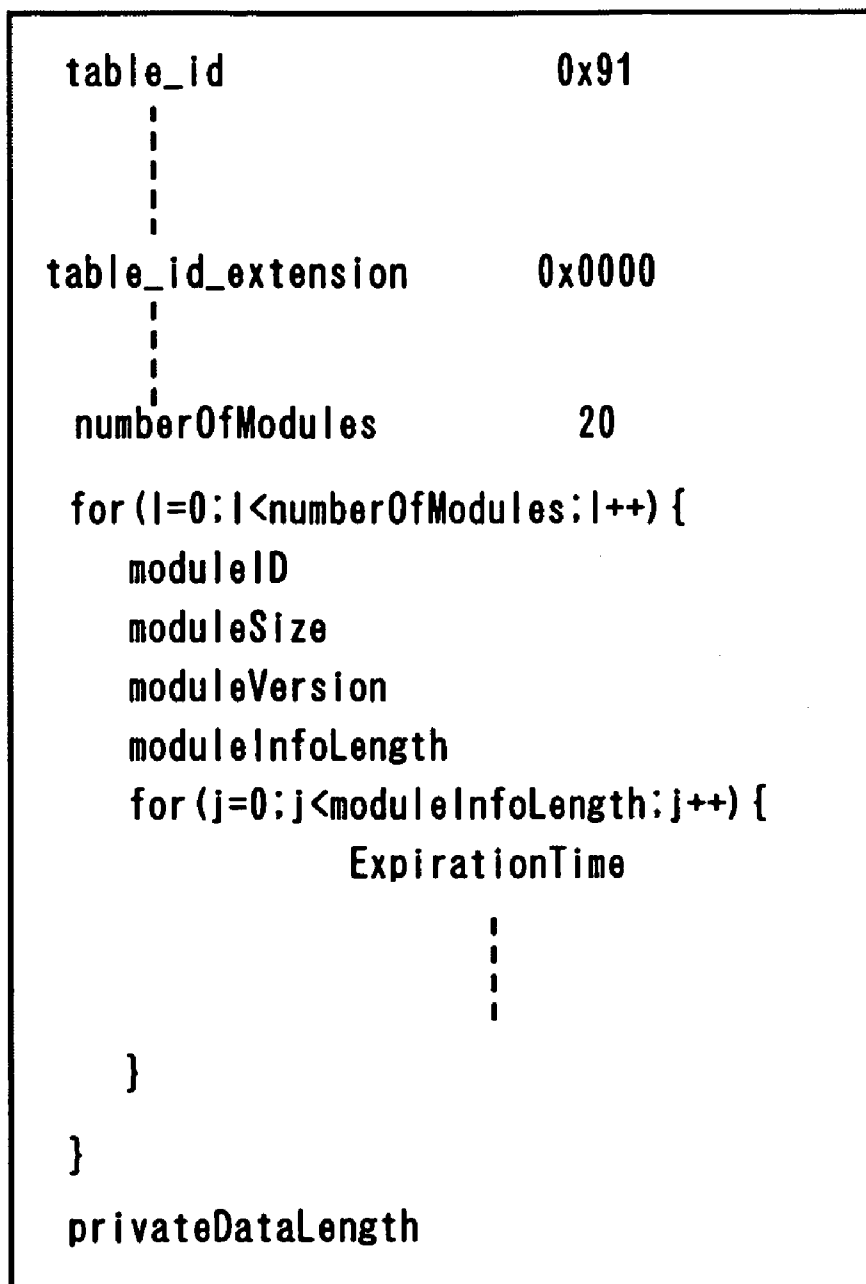 table_id 0x91
table_id_extension 0x0000
numberOfModules 20
for(I=0;I<numberOfModules;I++){
moduleID
moduleSize
moduleVersion
moduleInfoLength
for(j=0;j<moduleInfoLength;j++){
ExpirationTime
}
}
privateDataLength